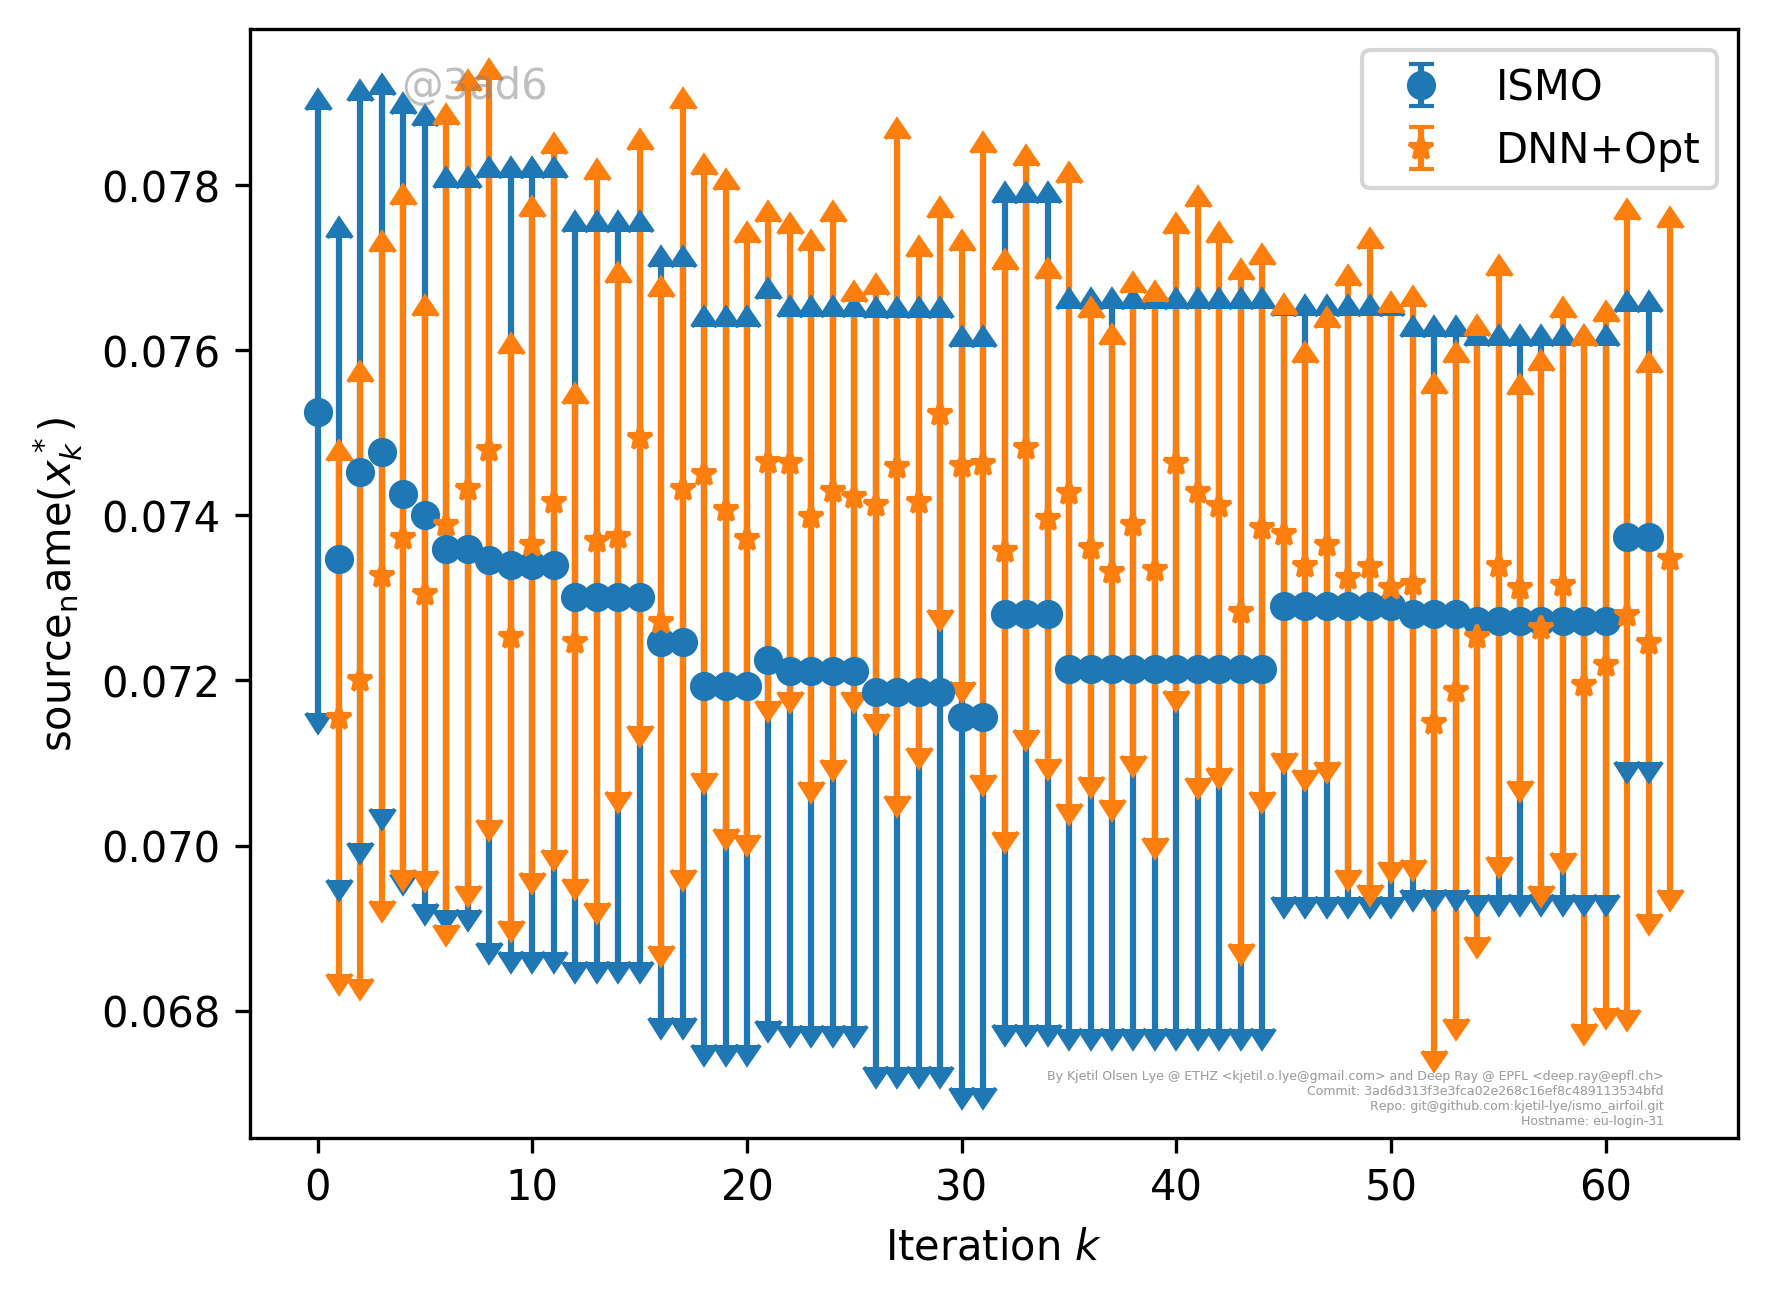 @3ad6
ISMO
DNN+Opt
0.078
0.076
0.074
0.072
0.070
0.068
source_name(x_k^*)
By Kjetil Olsen Lye @ ETHZ <kjetil.o.lye@gmail.com> and Deep Ray @ EPFL <deep.ray@epfl.ch>
Commit: 3ad6d313f3e3fca02e268c16ef8c489113534bfd
Repo: git@github.com:kjetil-lye/ismo_airfoil.git
Hostname: eu-login-31
0 10 20 30 40 50 60
Iteration k